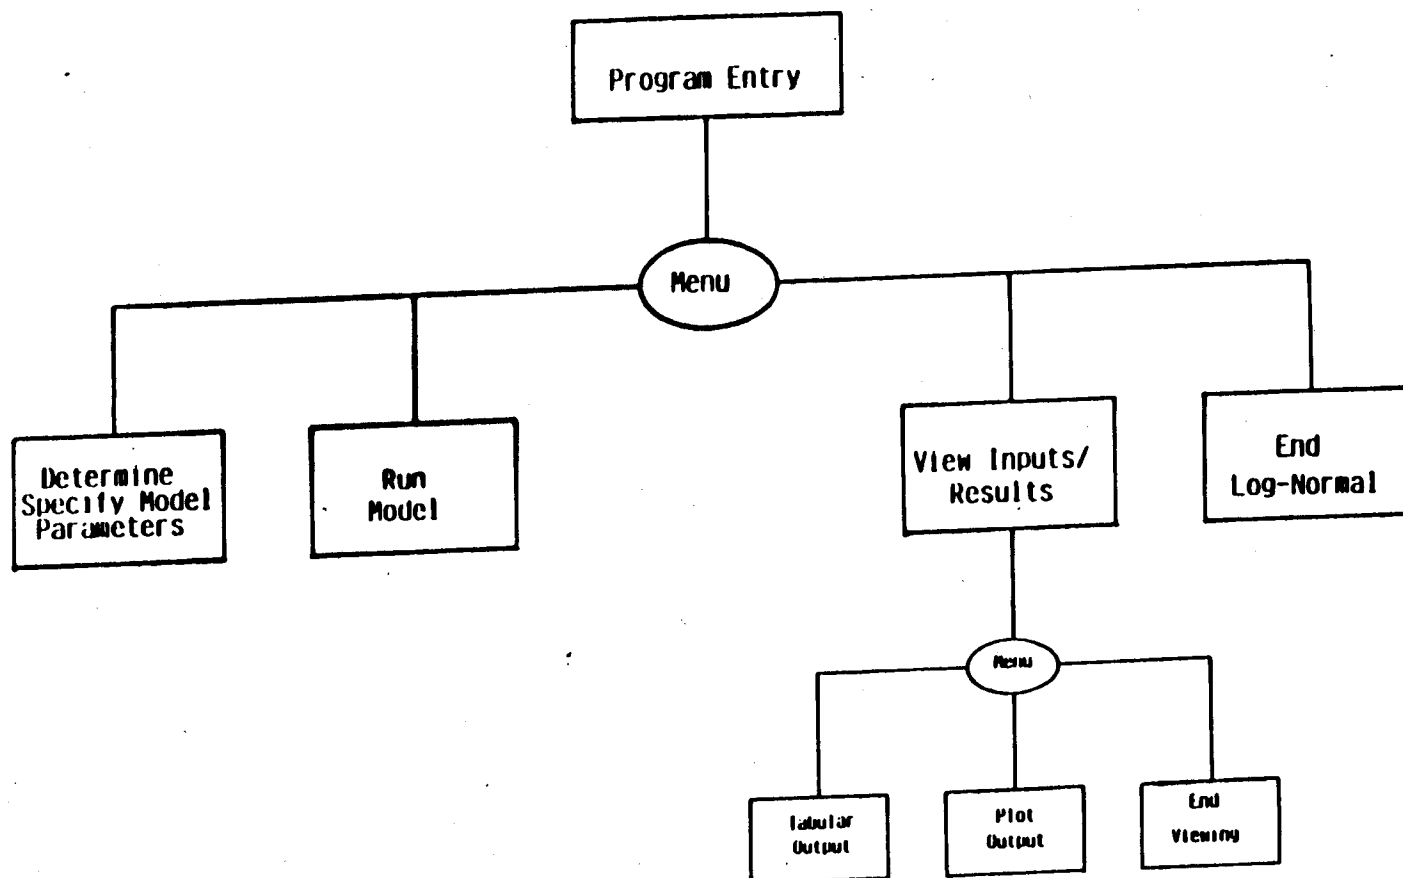 Program Entry
Menu
Determine
Specify Model
Parameters
Run
Model
View Inputs/
Results
End
Log-Normal
Menu
Tabular
Output
Plot
Output
End
Viewing